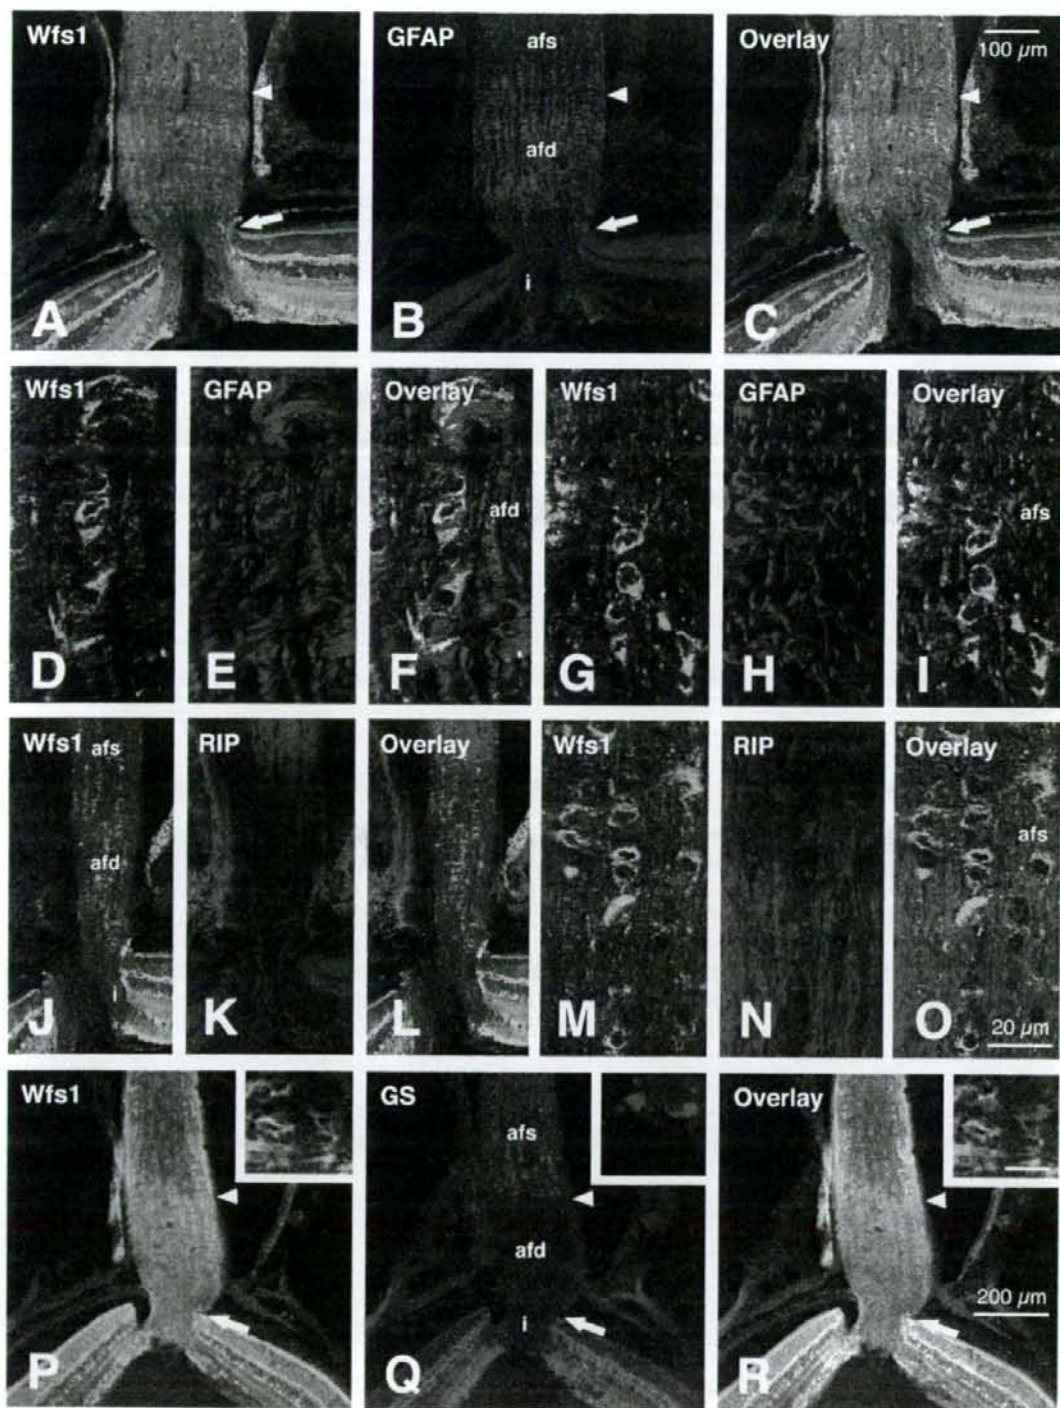 Wfs1
GFAP
afs
afd
i
Overlay
100 µm
A
B
C
Wfs1
GFAP
Overlay
afd
Wfs1
GFAP
Overlay
afs
D
E
F
G
H
I
Wfs1
afs
afd
i
RIP
Overlay
Wfs1
RIP
Overlay
afs
J
K
L
M
N
O
20 µm
Wfs1
GS
afs
afd
i
Overlay
200 µm
P
Q
R